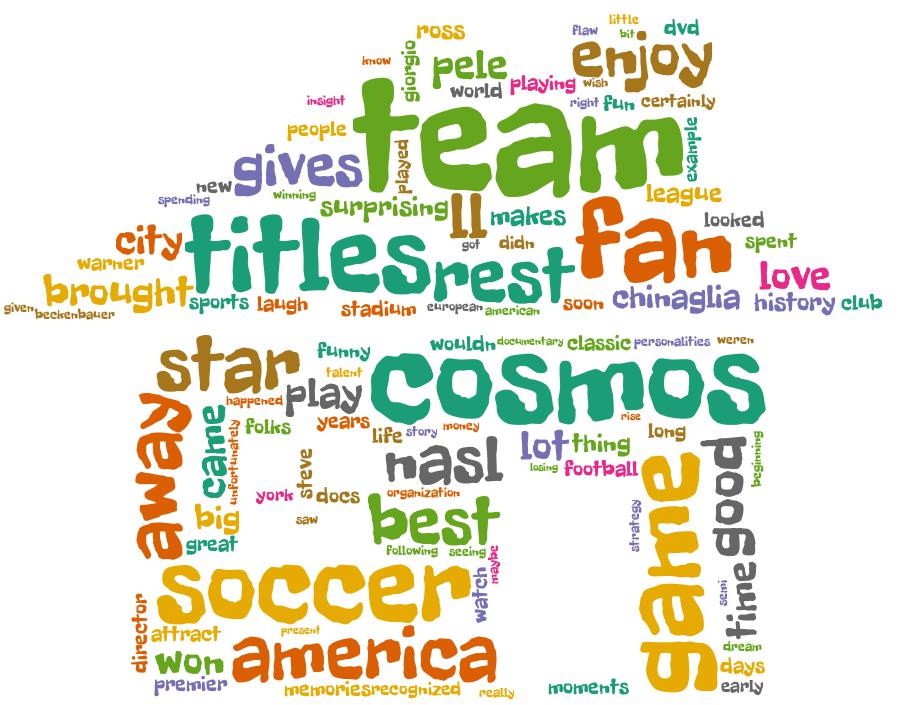 little
flaw bit dvd
ross
enjoy
know giorgio pele
world playing wish
insight right fun certainly
team
people
played example
gives
new winning league
spending surprising ll makes looked
city titles got didn fan spent
warner rest love
brought sports laugh stadium european american soon chinaglia history club
given beckenbauer
star funny wouldn documentary classic personalities weren
talent cosmos
happened play
away came unfortunately folks years life story money rise long
steve nasl lot thing good beginning
losing football
york docs organization
big saw best game strategy
great following seeing maybe
soccer watch semi time
director attract present
won america dream
premier days
memories recognized really moments early